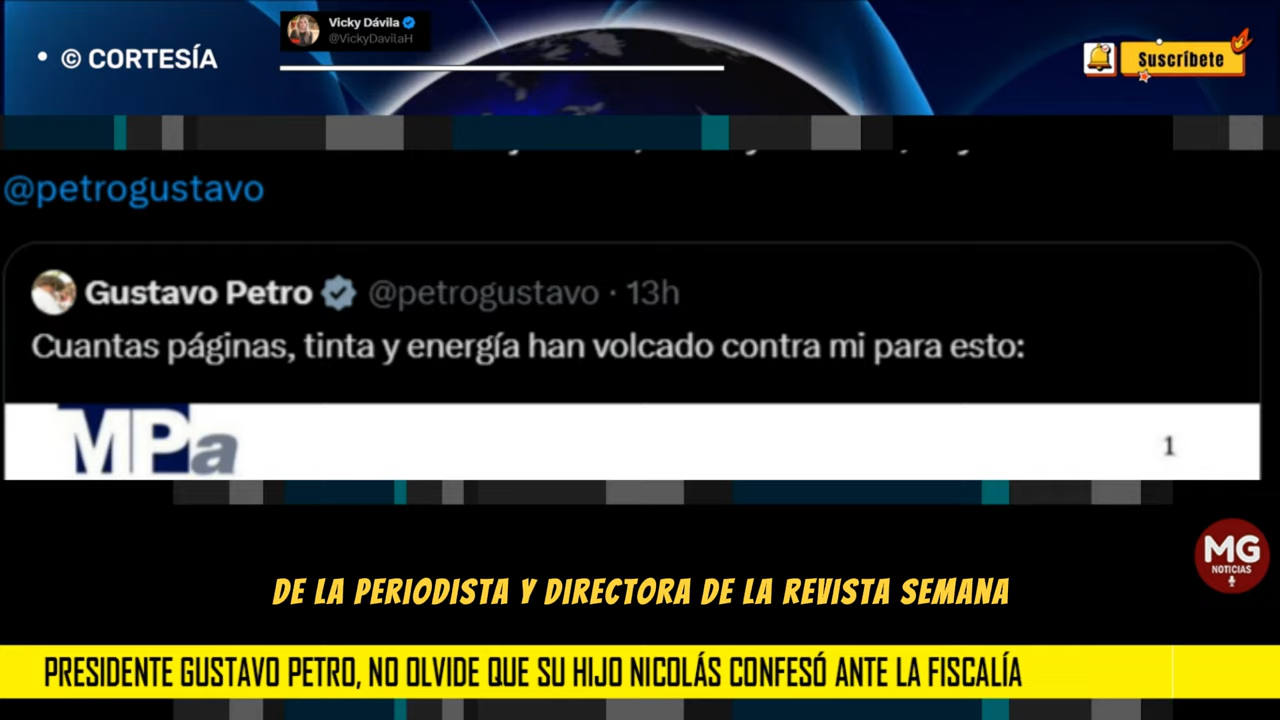 • © CORTESÍA
Vicky Dávila
@VickyDavilaH
Suscríbete
@petrogustavo
Gustavo Petro @petrogustavo · 13h
Cuantas páginas, tinta y energía han volcado contra mi para esto:
MPa
1
MG
NOTICIAS
DE LA PERIODISTA Y DIRECTORA DE LA REVISTA SEMANA
PRESIDENTE GUSTAVO PETRO, NO OLVIDE QUE SU HIJO NICOLÁS CONFESÓ ANTE LA FISCALÍA